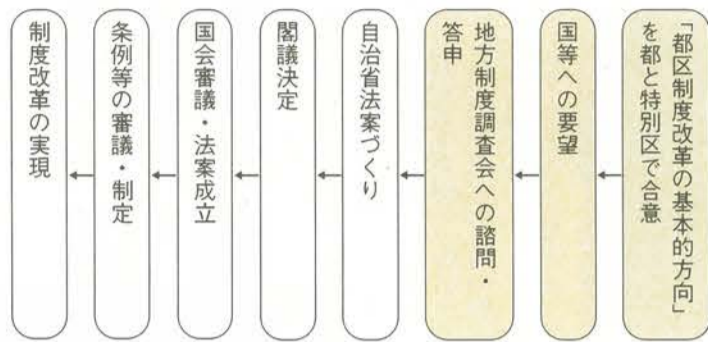 「都区制度改革の基本的方向」
を都と特別区で合意
国等への要望
地方制度調査会への諮問・
答申
自治省法案づくり
閣議決定
国会審議・法案成立
条例等の審議・制定
制度改革の実現